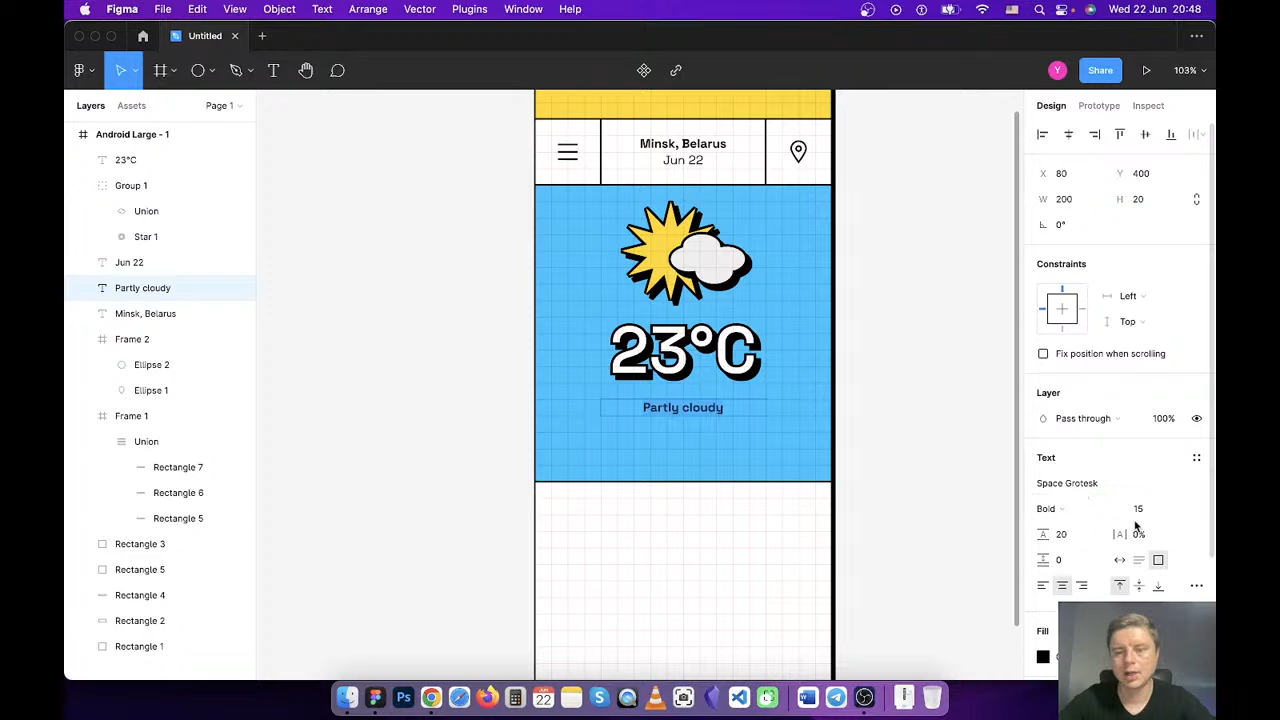 Figma File Edit View Object Text Arrange Vector Plugins Window Help Wed 22 Jun 20:48
Untitled
Y Share 103%
Layers Assets Page 1
Design Prototype Inspect
Android Large - 1
23°C
Group 1
Union
Star 1
Jun 22
Partly cloudy
Minsk, Belarus
Frame 2
Ellipse 2
Ellipse 1
Frame 1
Union
Rectangle 7
Rectangle 6
Rectangle 5
Rectangle 3
Rectangle 5
Rectangle 4
Rectangle 2
Rectangle 1
Minsk, Belarus
Jun 22
23°C
Partly cloudy
X 80 Y 400
W 200 H 20
0°
Constraints
Left
Top
Fix position when scrolling
Layer
Pass through 100%
Text
Space Grotesk
Bold 15
20 0%
0
Fill